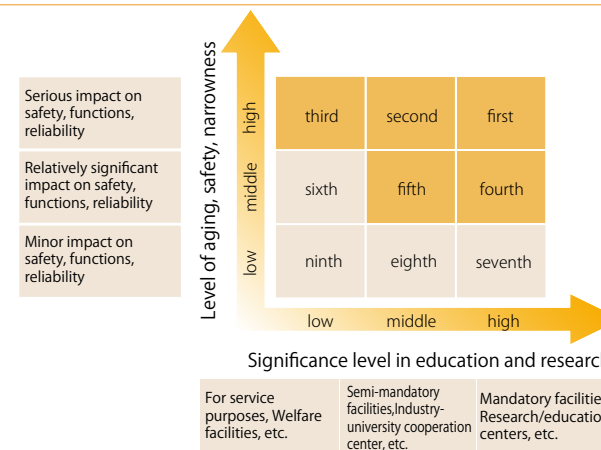 Serious impact on
safety, functions,
reliability
Relatively significant
impact on safety,
functions, reliability
Minor impact on
safety, functions,
reliability
Level of aging, safety, narrowness
high
middle
low
third second first
sixth fifth fourth
ninth eighth seventh
low middle high
Significance level in education and researc
For service
purposes, Welfare
facilities, etc.
Semi-mandatory
facilities,Industry-
university cooperation
center, etc.
Mandatory facilitie
Research/educatio
centers, etc.